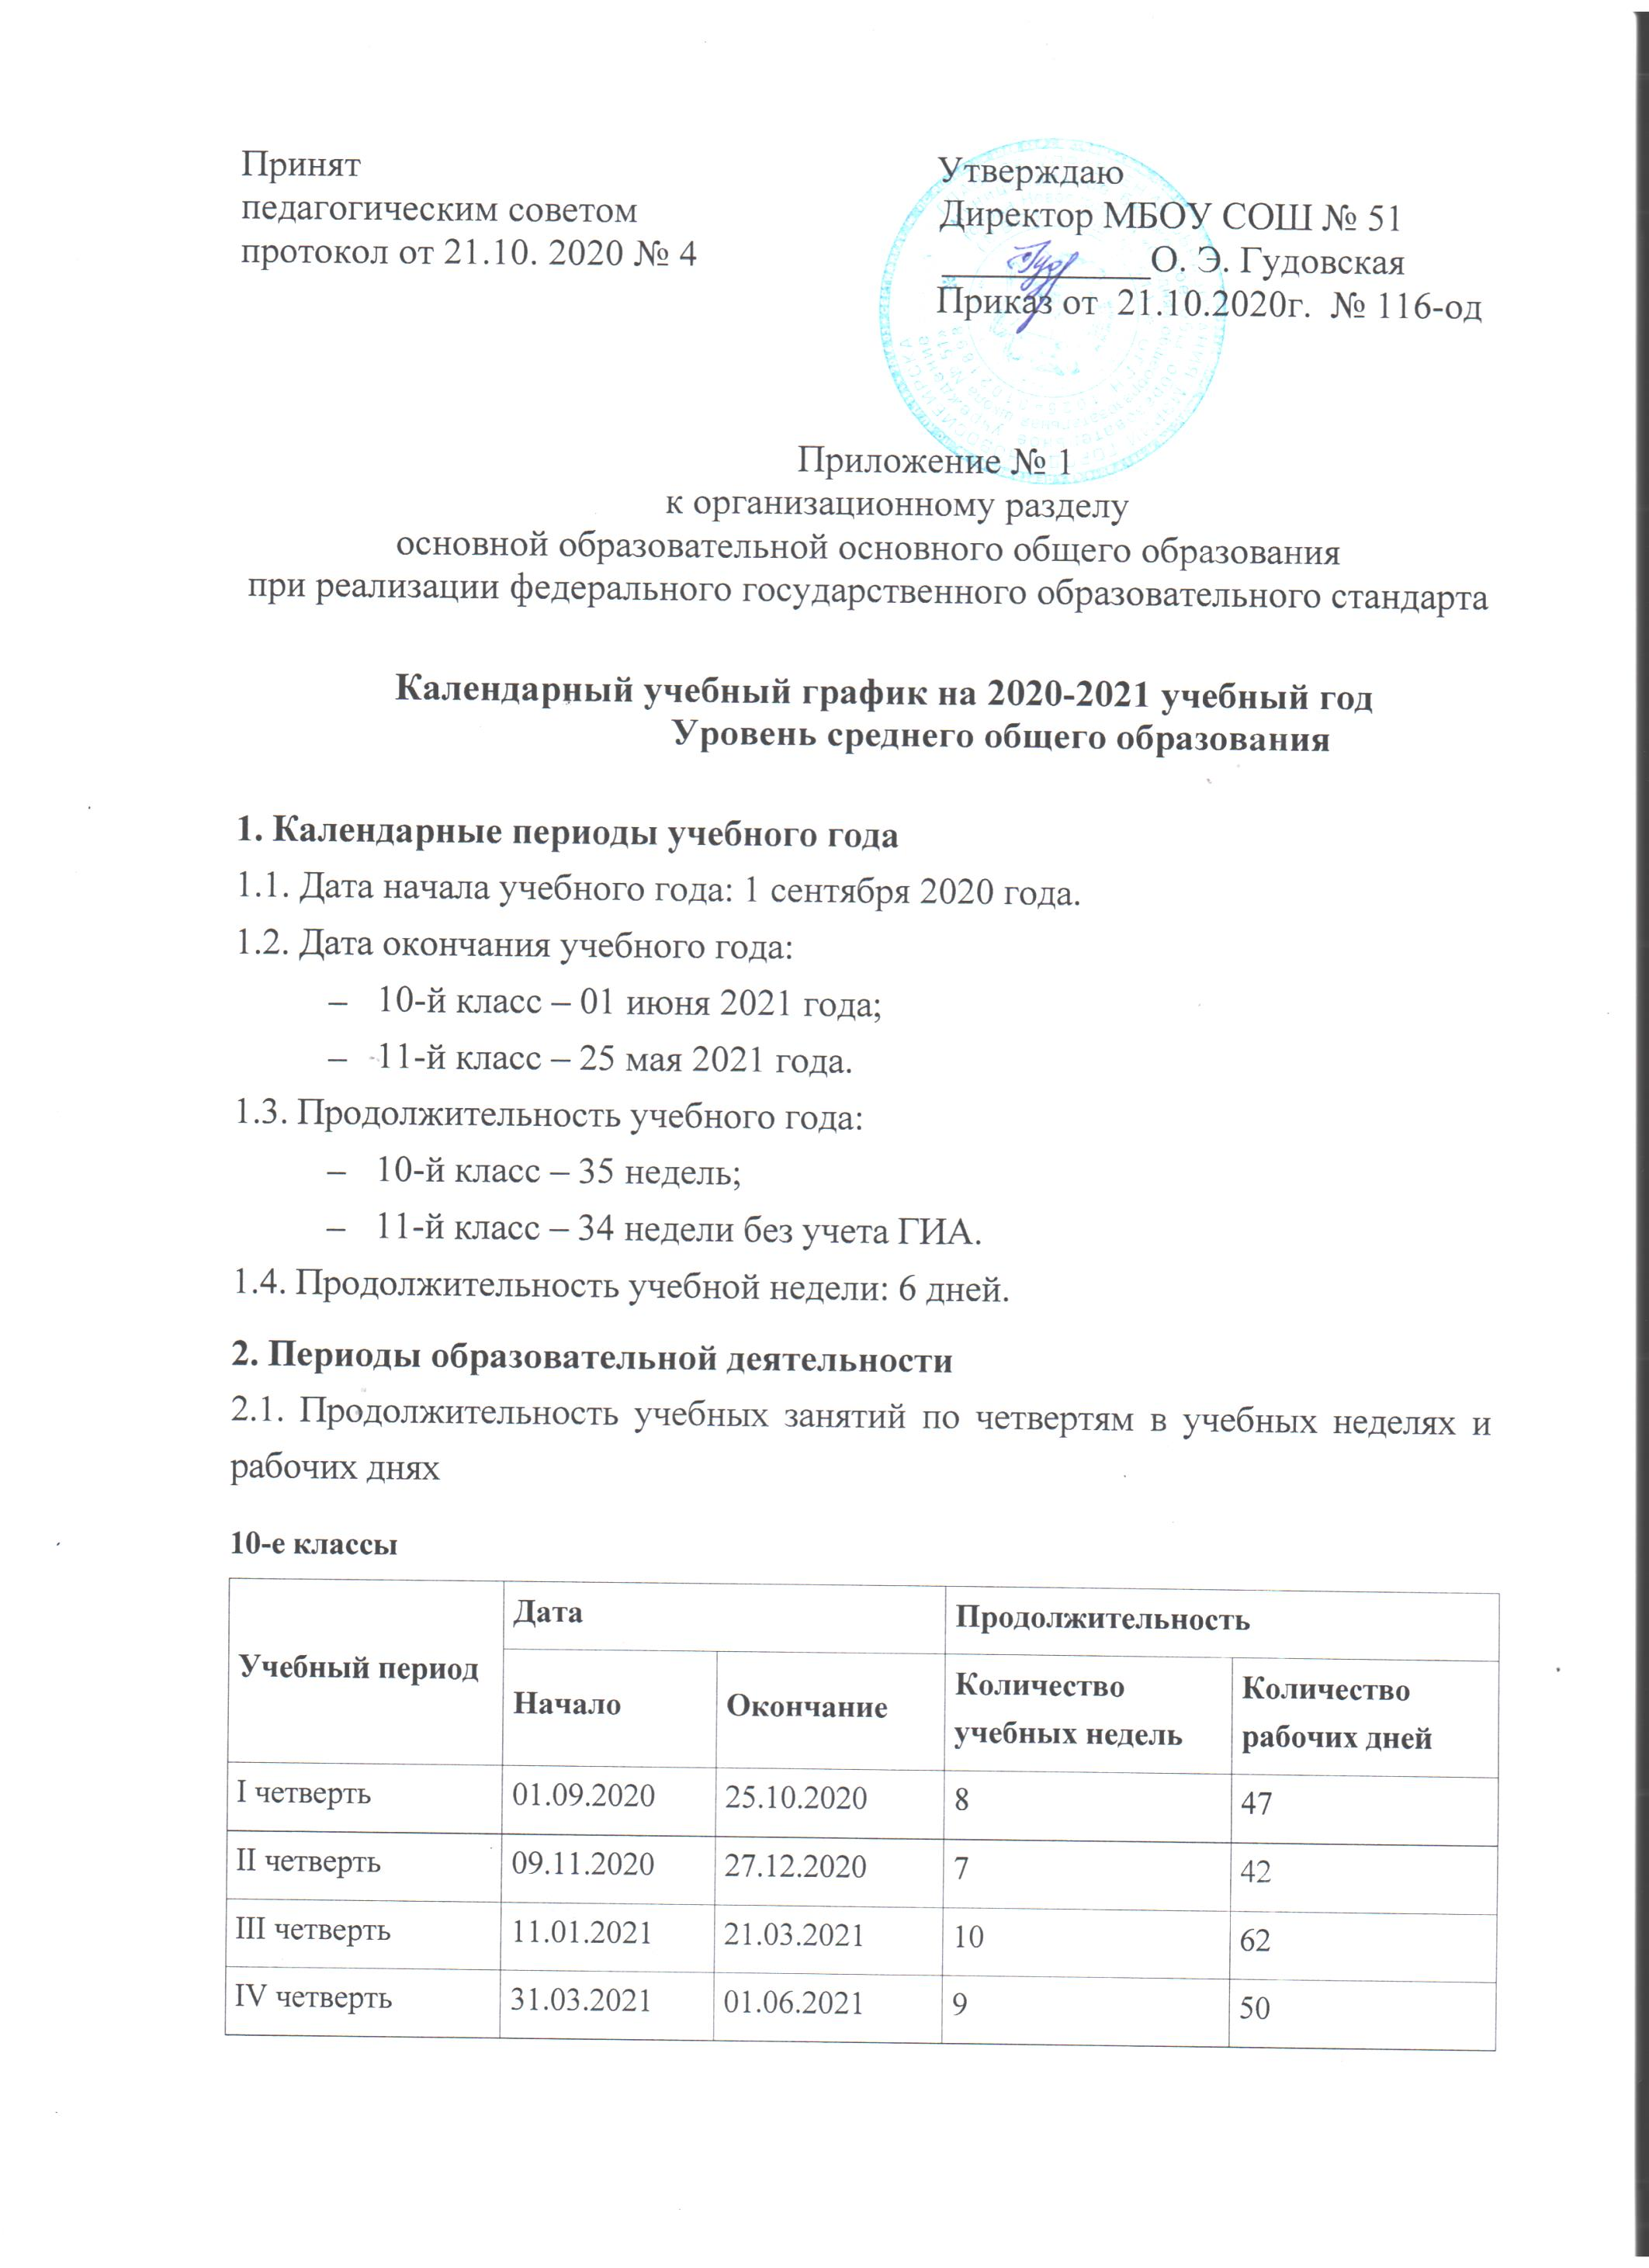 Принят
педагогическим советом
протокол от 21.10. 2020 № 4
Утверждаю
Директор МБОУ СОШ № 51
___________О. Э. Гудовская
Приказ от 21.10.2020г. № 116-од
Приложение № 1
к организационному разделу
основной образовательной основного общего образования
при реализации федерального государственного образовательного стандарта
Календарный учебный график на 2020-2021 учебный год
Уровень среднего общего образования
1. Календарные периоды учебного года
1.1. Дата начала учебного года: 1 сентября 2020 года.
1.2. Дата окончания учебного года:
– 10-й класс – 01 июня 2021 года;
– 11-й класс – 25 мая 2021 года.
1.3. Продолжительность учебного года:
– 10-й класс – 35 недель;
– 11-й класс – 34 недели без учета ГИА.
1.4. Продолжительность учебной недели: 6 дней.
2. Периоды образовательной деятельности
2.1. Продолжительность учебных занятий по четвертям в учебных неделях и
рабочих днях
10-е классы
Учебный период Дата Продолжительность
Начало Окончание Количество учебных недель Количество рабочих дней
I четверть 01.09.2020 25.10.2020 8 47
II четверть 09.11.2020 27.12.2020 7 42
III четверть 11.01.2021 21.03.2021 10 62
IV четверть 31.03.2021 01.06.2021 9 50